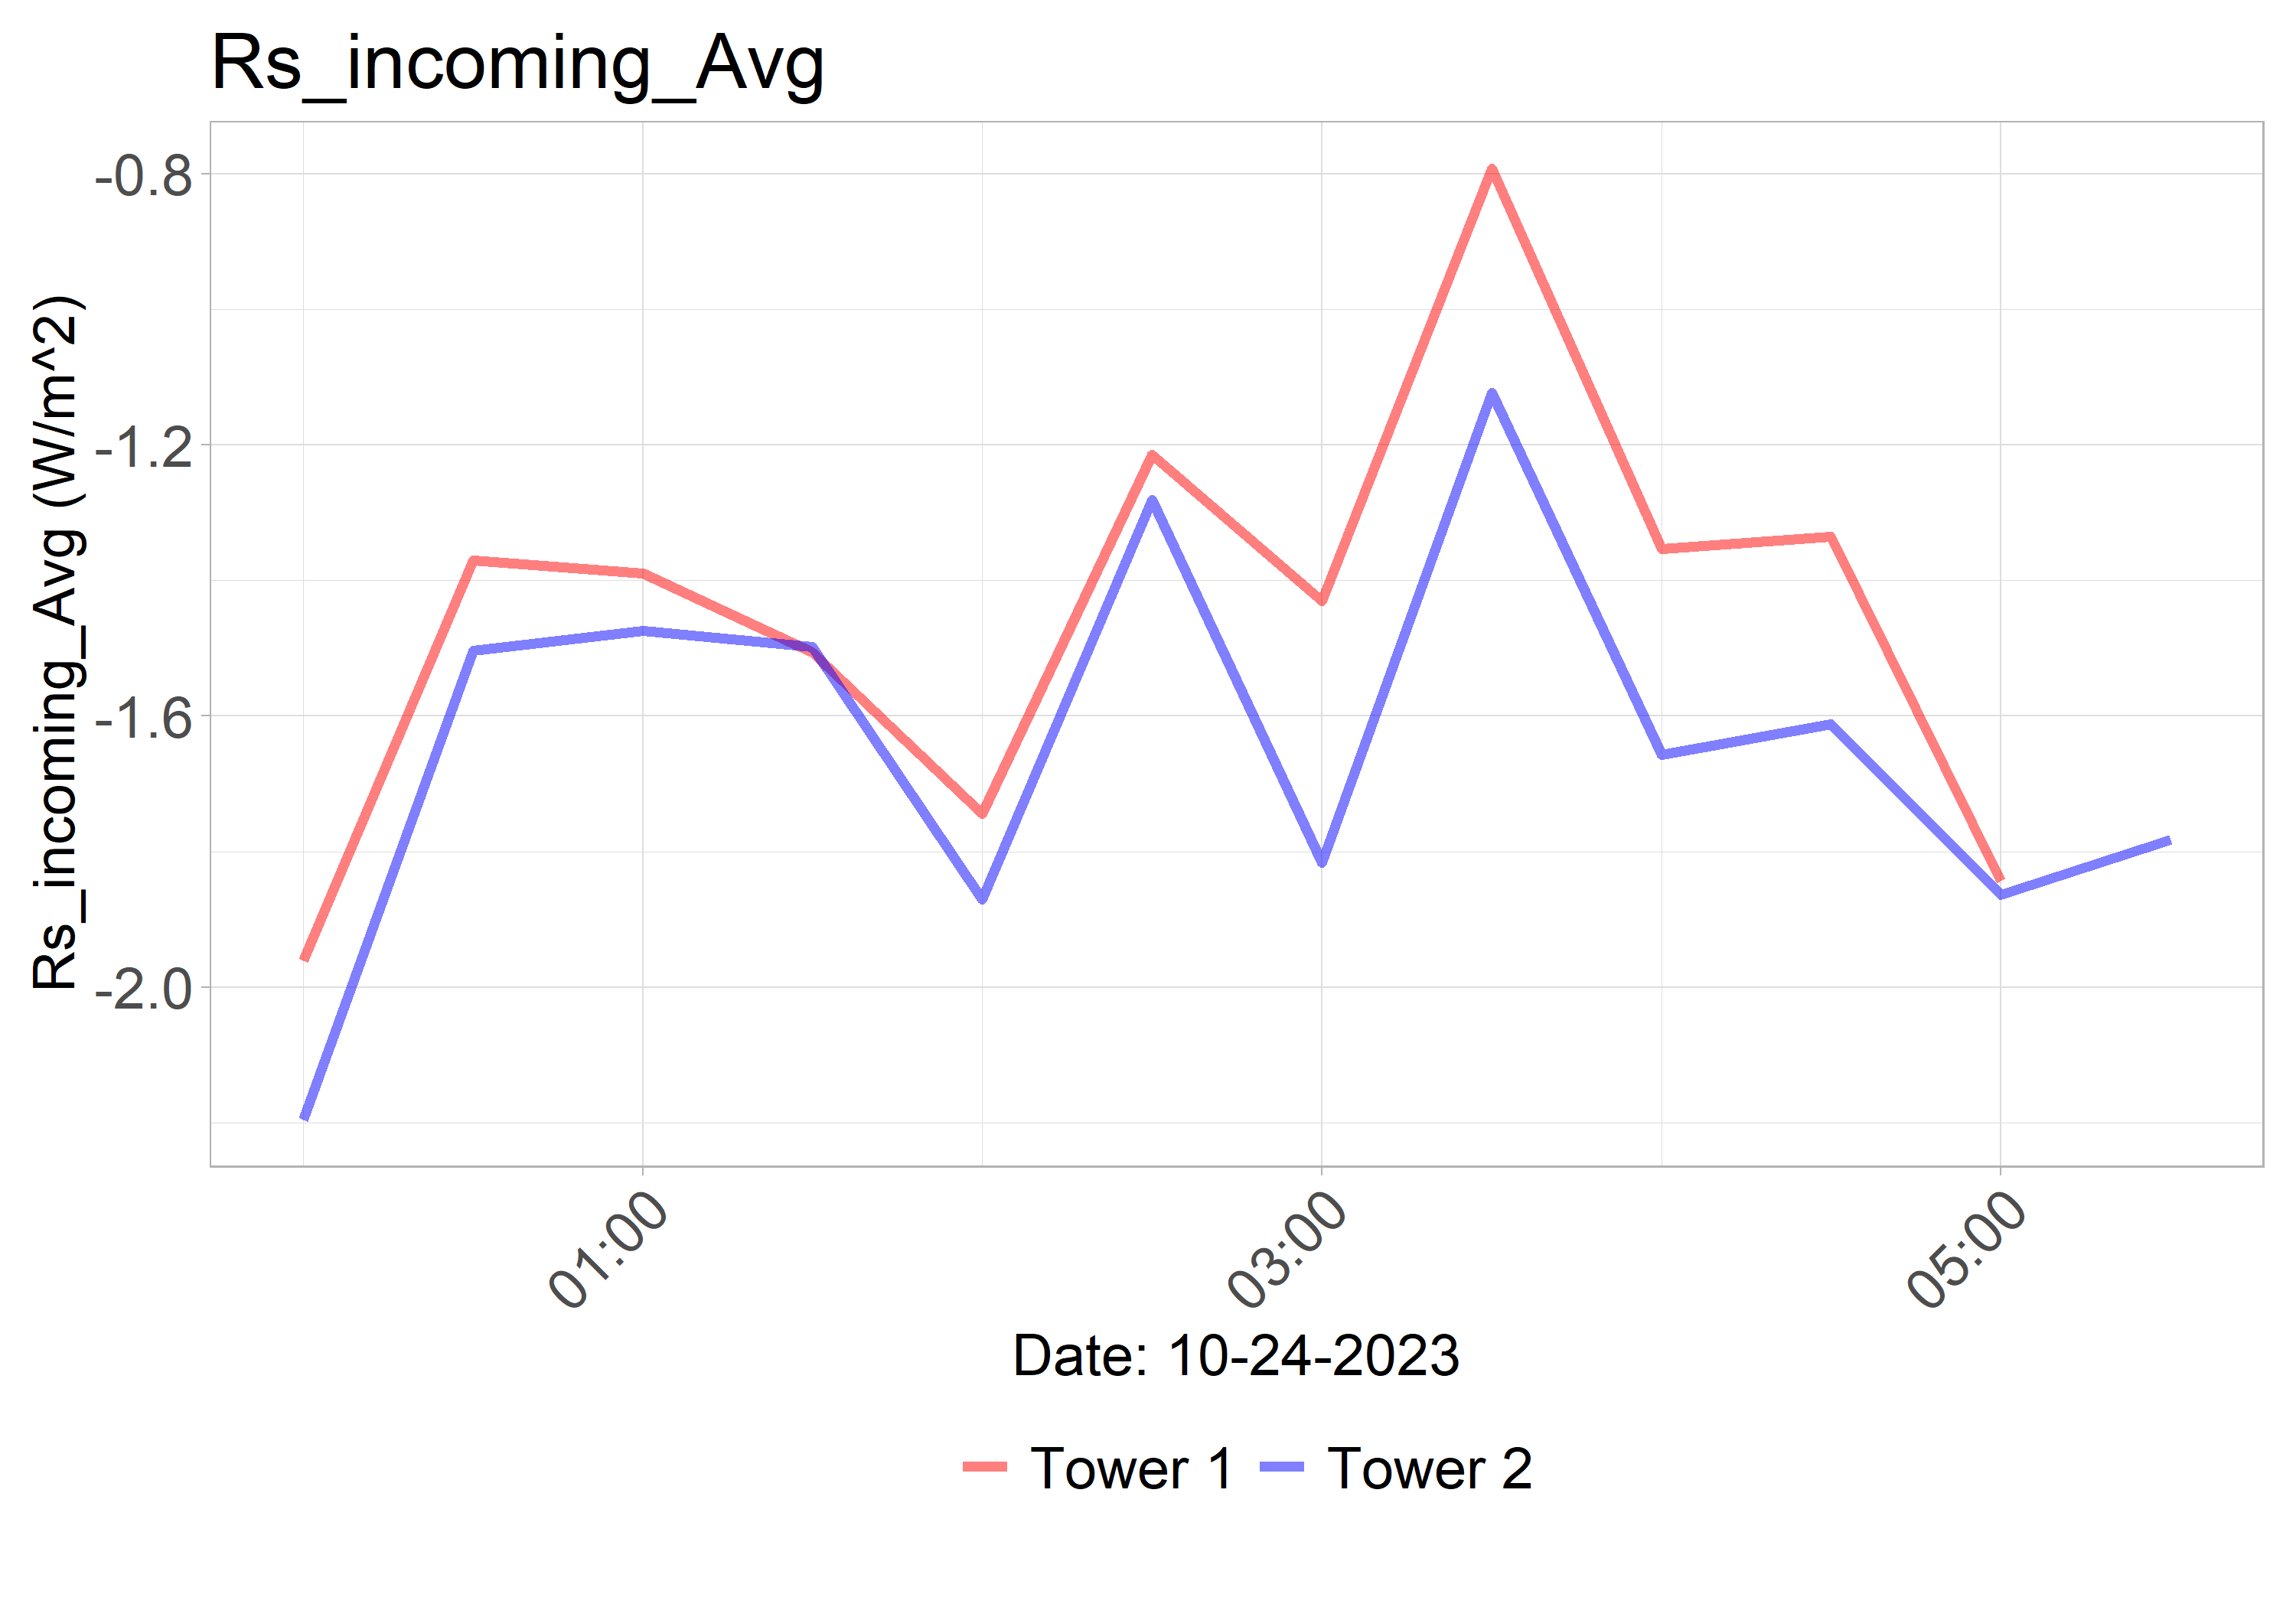 Rs_incoming_Avg
Rs_incoming_Avg (W/m^2)
-0.8
-1.2
-1.6
-2.0
01:00
03:00
05:00
Date: 10-24-2023
Tower 1
Tower 2